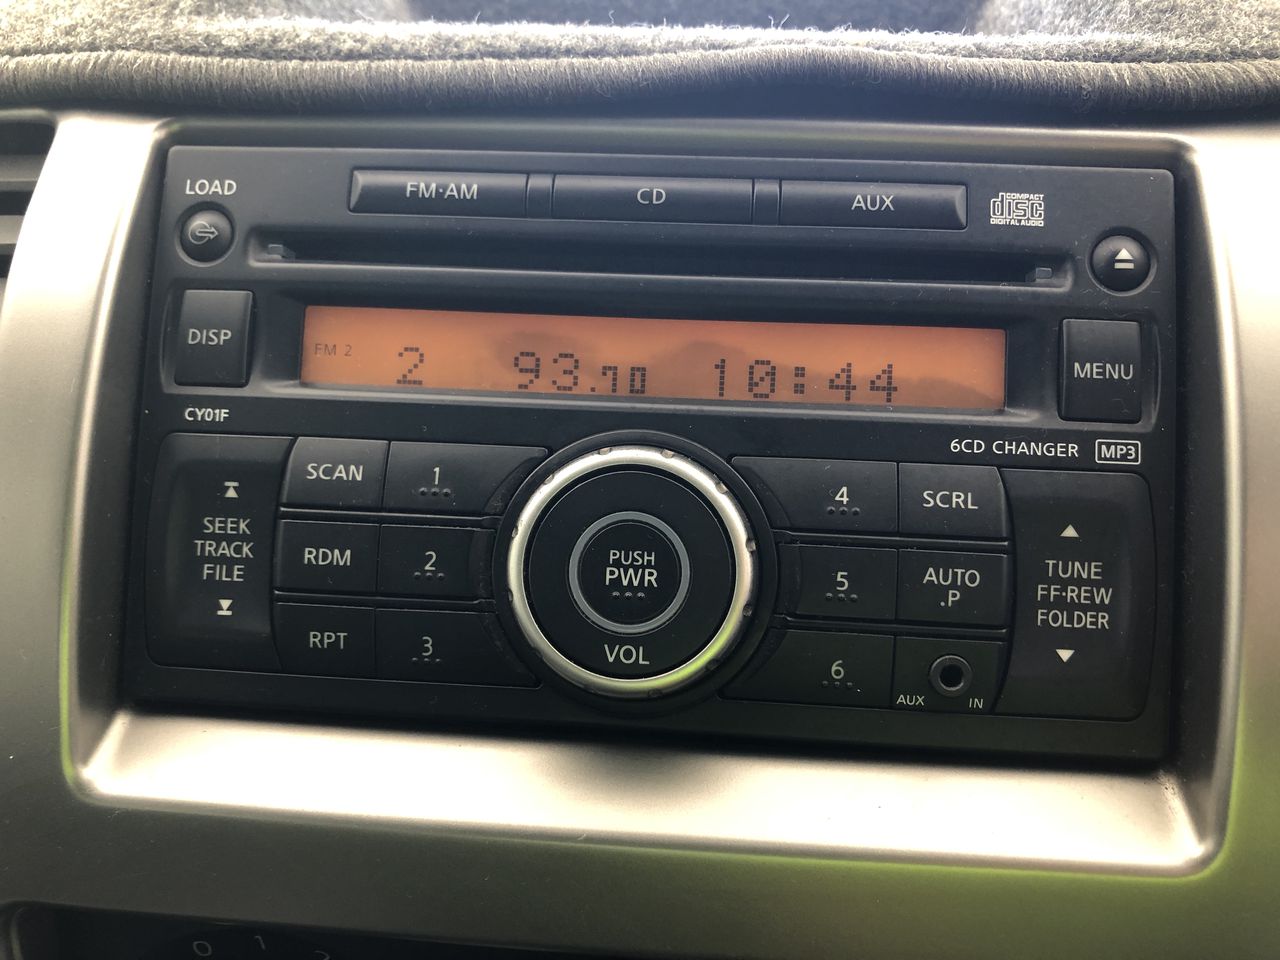 LOAD
FM·AM
CD
AUX
COMPACT
disc
DIGITAL AUDIO
DISP
FM 2
2 93.70 10:44
MENU
CY01F
6CD CHANGER MP3
SEEK
TRACK
FILE
SCAN
1
RDM
2
RPT
3
PUSH
PWR
VOL
4
SCRL
5
AUTO
.P
6
AUX IN
TUNE
FF·REW
FOLDER
0 1